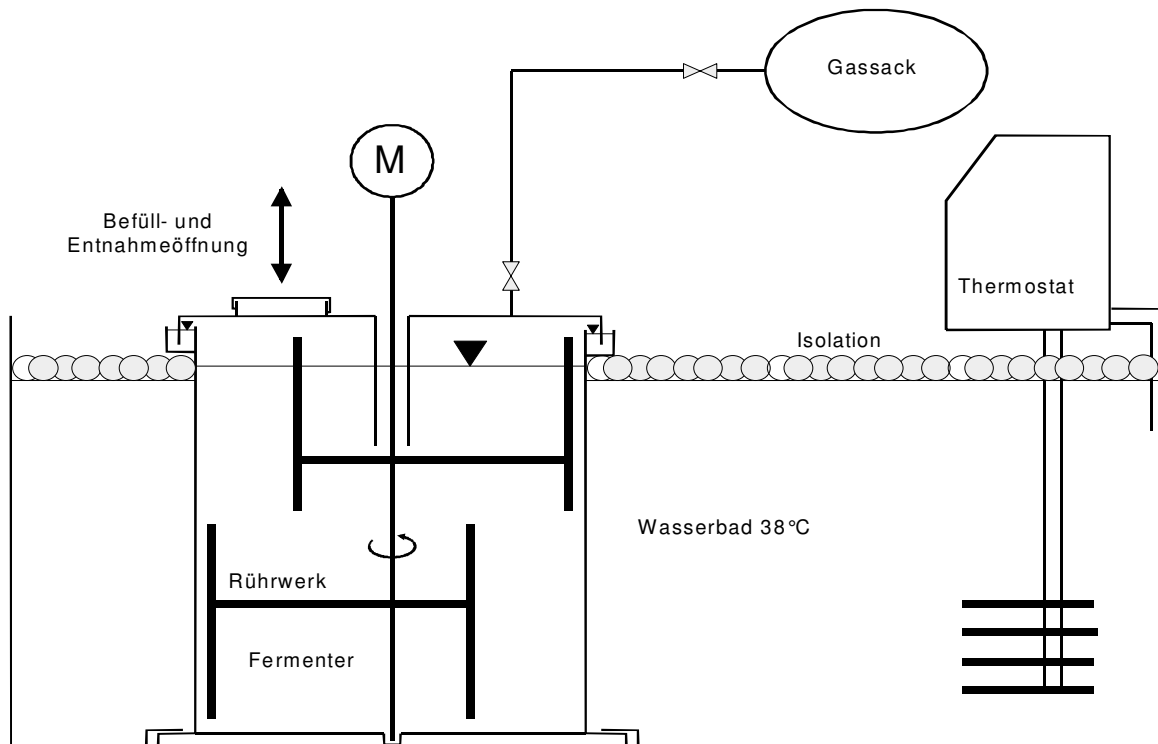 Gassack
M
Befüll- und
Entnahmeöffnung
Thermostat
Isolation
Wasserbad 38°C
Rührwerk
Fermenter